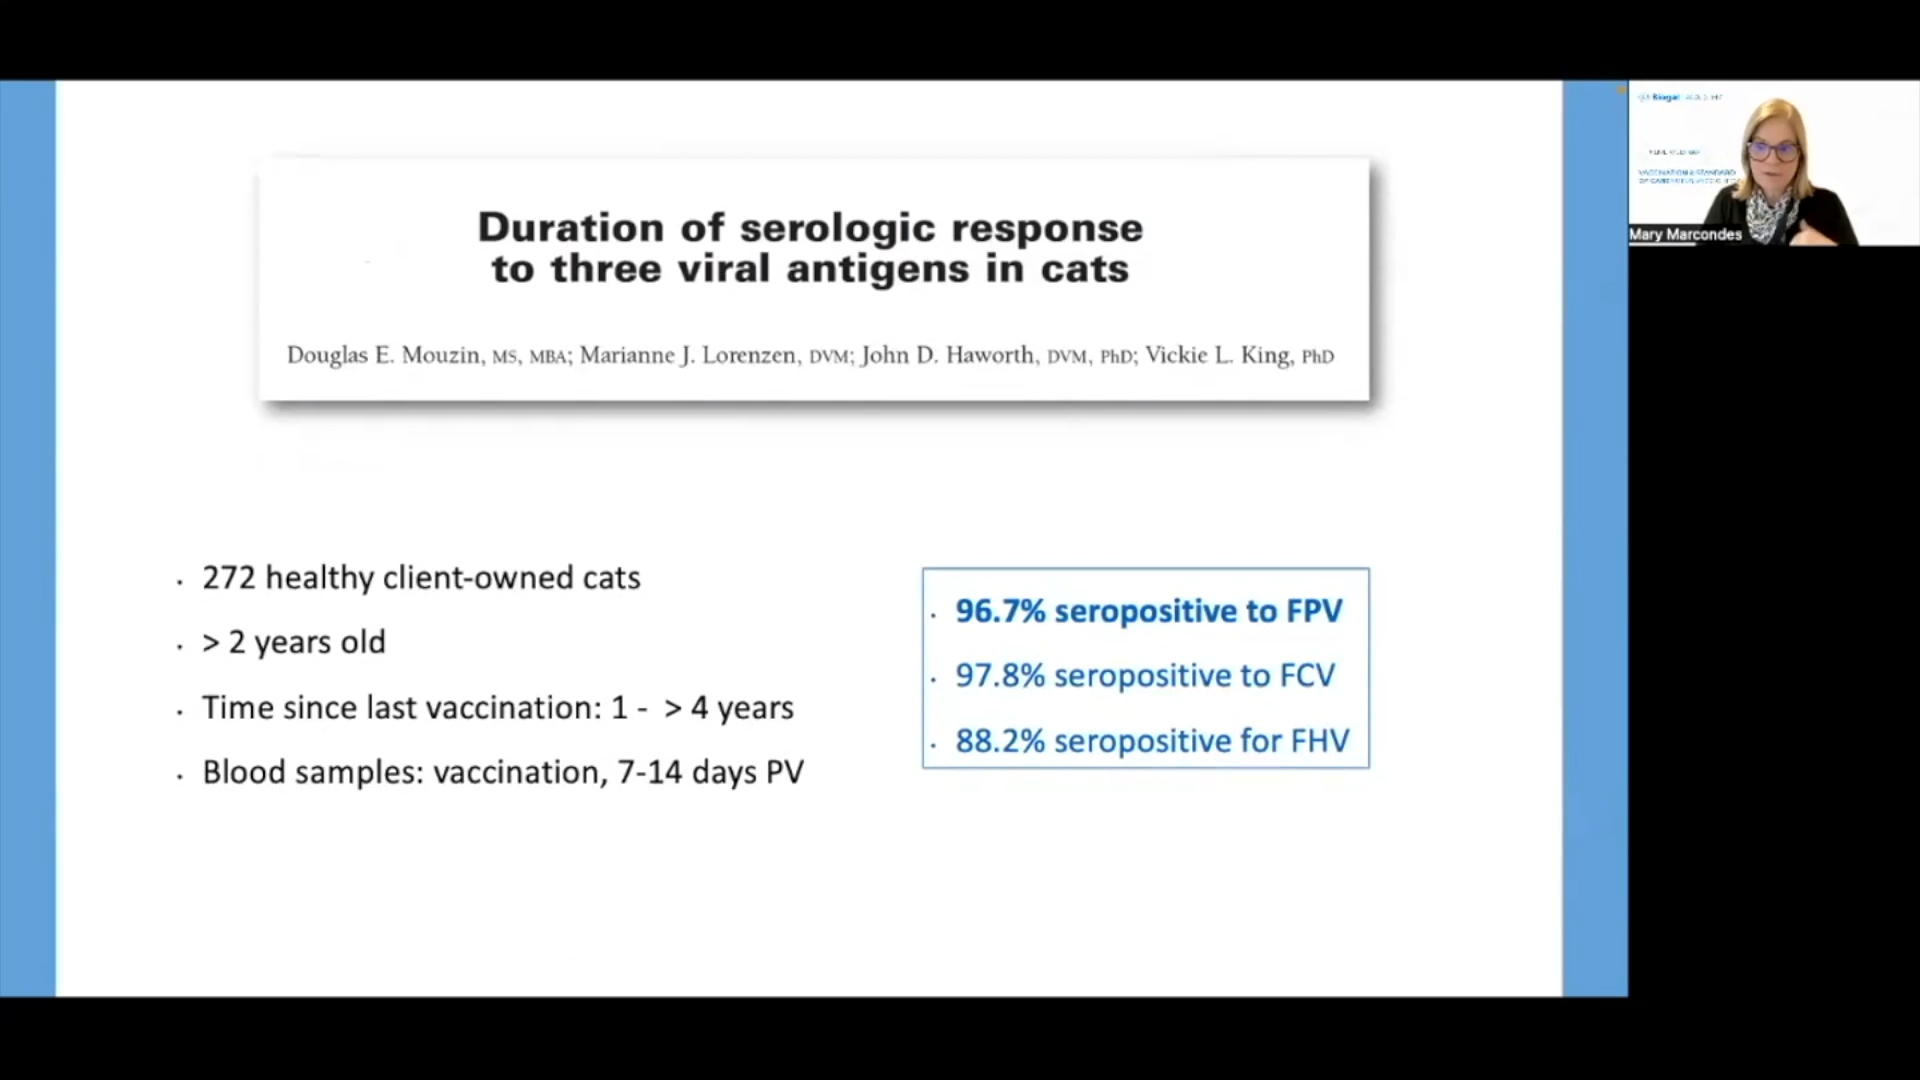 Duration of serologic response
to three viral antigens in cats
Douglas E. Mouzin, MS, MBA; Marianne J. Lorenzen, DVM; John D. Haworth, DVM, PhD; Vickie L. King, PhD
· 272 healthy client-owned cats
· > 2 years old
· Time since last vaccination: 1 - > 4 years
· Blood samples: vaccination, 7-14 days PV
· 96.7% seropositive to FPV
· 97.8% seropositive to FCV
· 88.2% seropositive for FHV
Biogal
VACCINATION & STANDARD
Mary Marcondes